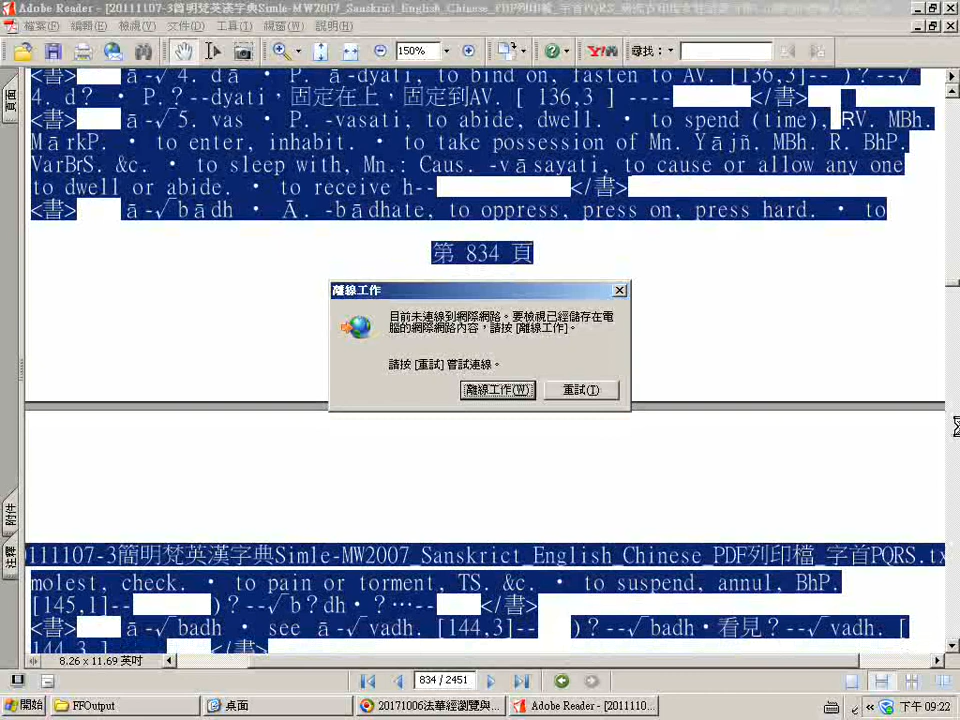 Adobe Reader - [20111107-3簡明梵英漢字典Simle-MW2007_Sanskrict_English_Chinese_PDF列印檔_字首PQRS
檔案(F) 編輯(E) 檢視(V) 文件(D) 工具(I) 視窗(W) 說明(H)
150% Y! 尋找：
頁面
<書> ā-√ 4. dā • P. ā-dyati, to bind on, fasten to AV. [136,3]-- )？--√
4. d？ • P.？--dyati，固定在上，固定到AV. [ 136,3 ] ---- </書>
<書> ā-√ 5. vas • P. -vasati, to abide, dwell. • to spend (time), ṚV. MBh.
MārkP. • to enter, inhabit. • to take possession of Mn. Yājñ. MBh. R. BhP.
VarBṛS. &c. • to sleep with, Mn.: Caus. -vāsayati, to cause or allow any one
to dwell or abide. • to receive h-- </書>
<書> ā-√bādh • Ā. -bādhate, to oppress, press on, press hard. • to
第 834 頁
離線工作
目前未連線到網際網路。要檢視已經儲存在電
腦的網際網路內容，請按 [離線工作]。
請按 [重試] 嘗試連線。
離線工作(W) 重試(I)
附件
注釋
111107-3簡明梵英漢字典Simle-MW2007_Sanskrict_English_Chinese_PDF列印檔_字首PQRS.tx
molest, check. • to pain or torment, TS. &c. • to suspend, annul, BhP.
[145,1]-- )？--√b？dh•？…-- </書>
<書> ā-√badh • see ā-√vadh. [144,3]-- )？--√badh•看見？--√vadh. [
144,3 ] </書>
8.26 x 11.69 英吋
834 / 2451
開始 FFOutput 桌面 20171006法華經瀏覽與... Adobe Reader - [2011110... 下午 09:22